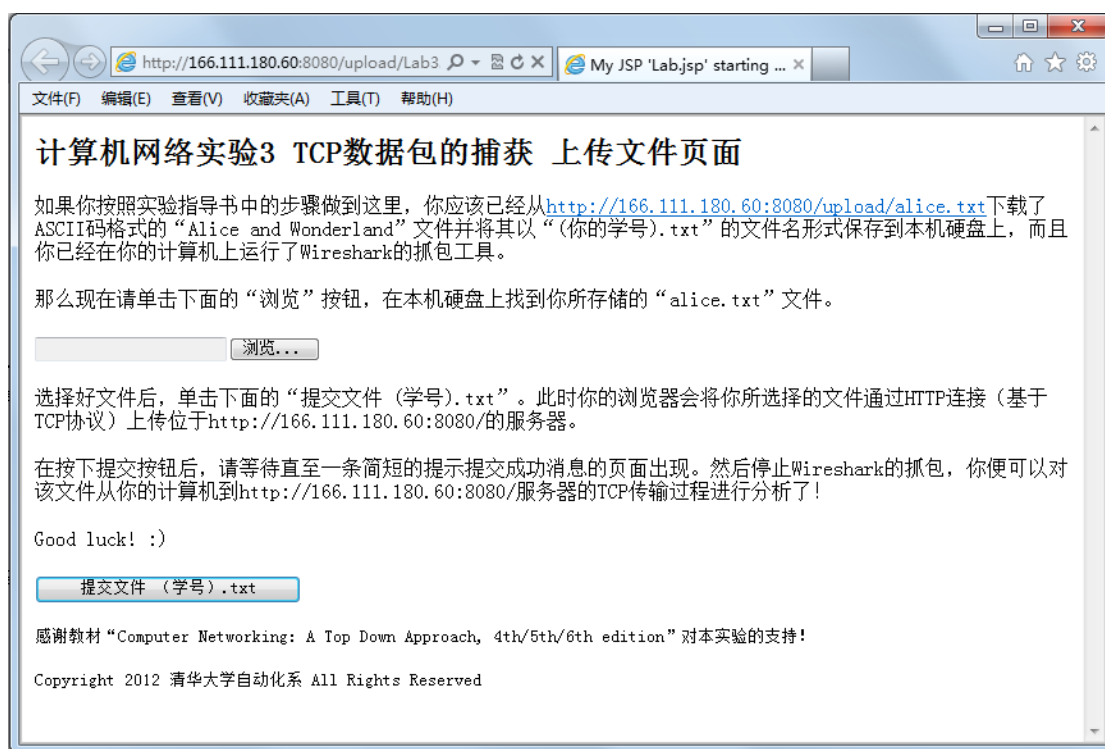 http://166.111.180.60:8080/upload/Lab3
My JSP 'Lab.jsp' starting ...
文件(F) 编辑(E) 查看(V) 收藏夹(A) 工具(T) 帮助(H)
计算机网络实验3 TCP数据包的捕获 上传文件页面
如果你按照实验指导书中的步骤做到这里，你应该已经从http://166.111.180.60:8080/upload/alice.txt下载了
ASCII码格式的“Alice and Wonderland”文件并将其以“(你的学号).txt”的文件名形式保存到本机硬盘上，而且
你已经在你的计算机上运行了Wireshark的抓包工具。
那么现在请单击下面的“浏览”按钮，在本机硬盘上找到你所存储的“alice.txt”文件。
浏览...
选择好文件后，单击下面的“提交文件（学号).txt”。此时你的浏览器会将你所选择的文件通过HTTP连接（基于
TCP协议）上传位于http://166.111.180.60:8080/的服务器。
在按下提交按钮后，请等待直至一条简短的提示提交成功消息的页面出现。然后停止Wireshark的抓包，你便可以对
该文件从你的计算机到http://166.111.180.60:8080/服务器的TCP传输过程进行分析了！
Good luck! :)
提交文件 （学号).txt
感谢教材“Computer Networking: A Top Down Approach, 4th/5th/6th edition”对本实验的支持！
Copyright 2012 清华大学自动化系 All Rights Reserved